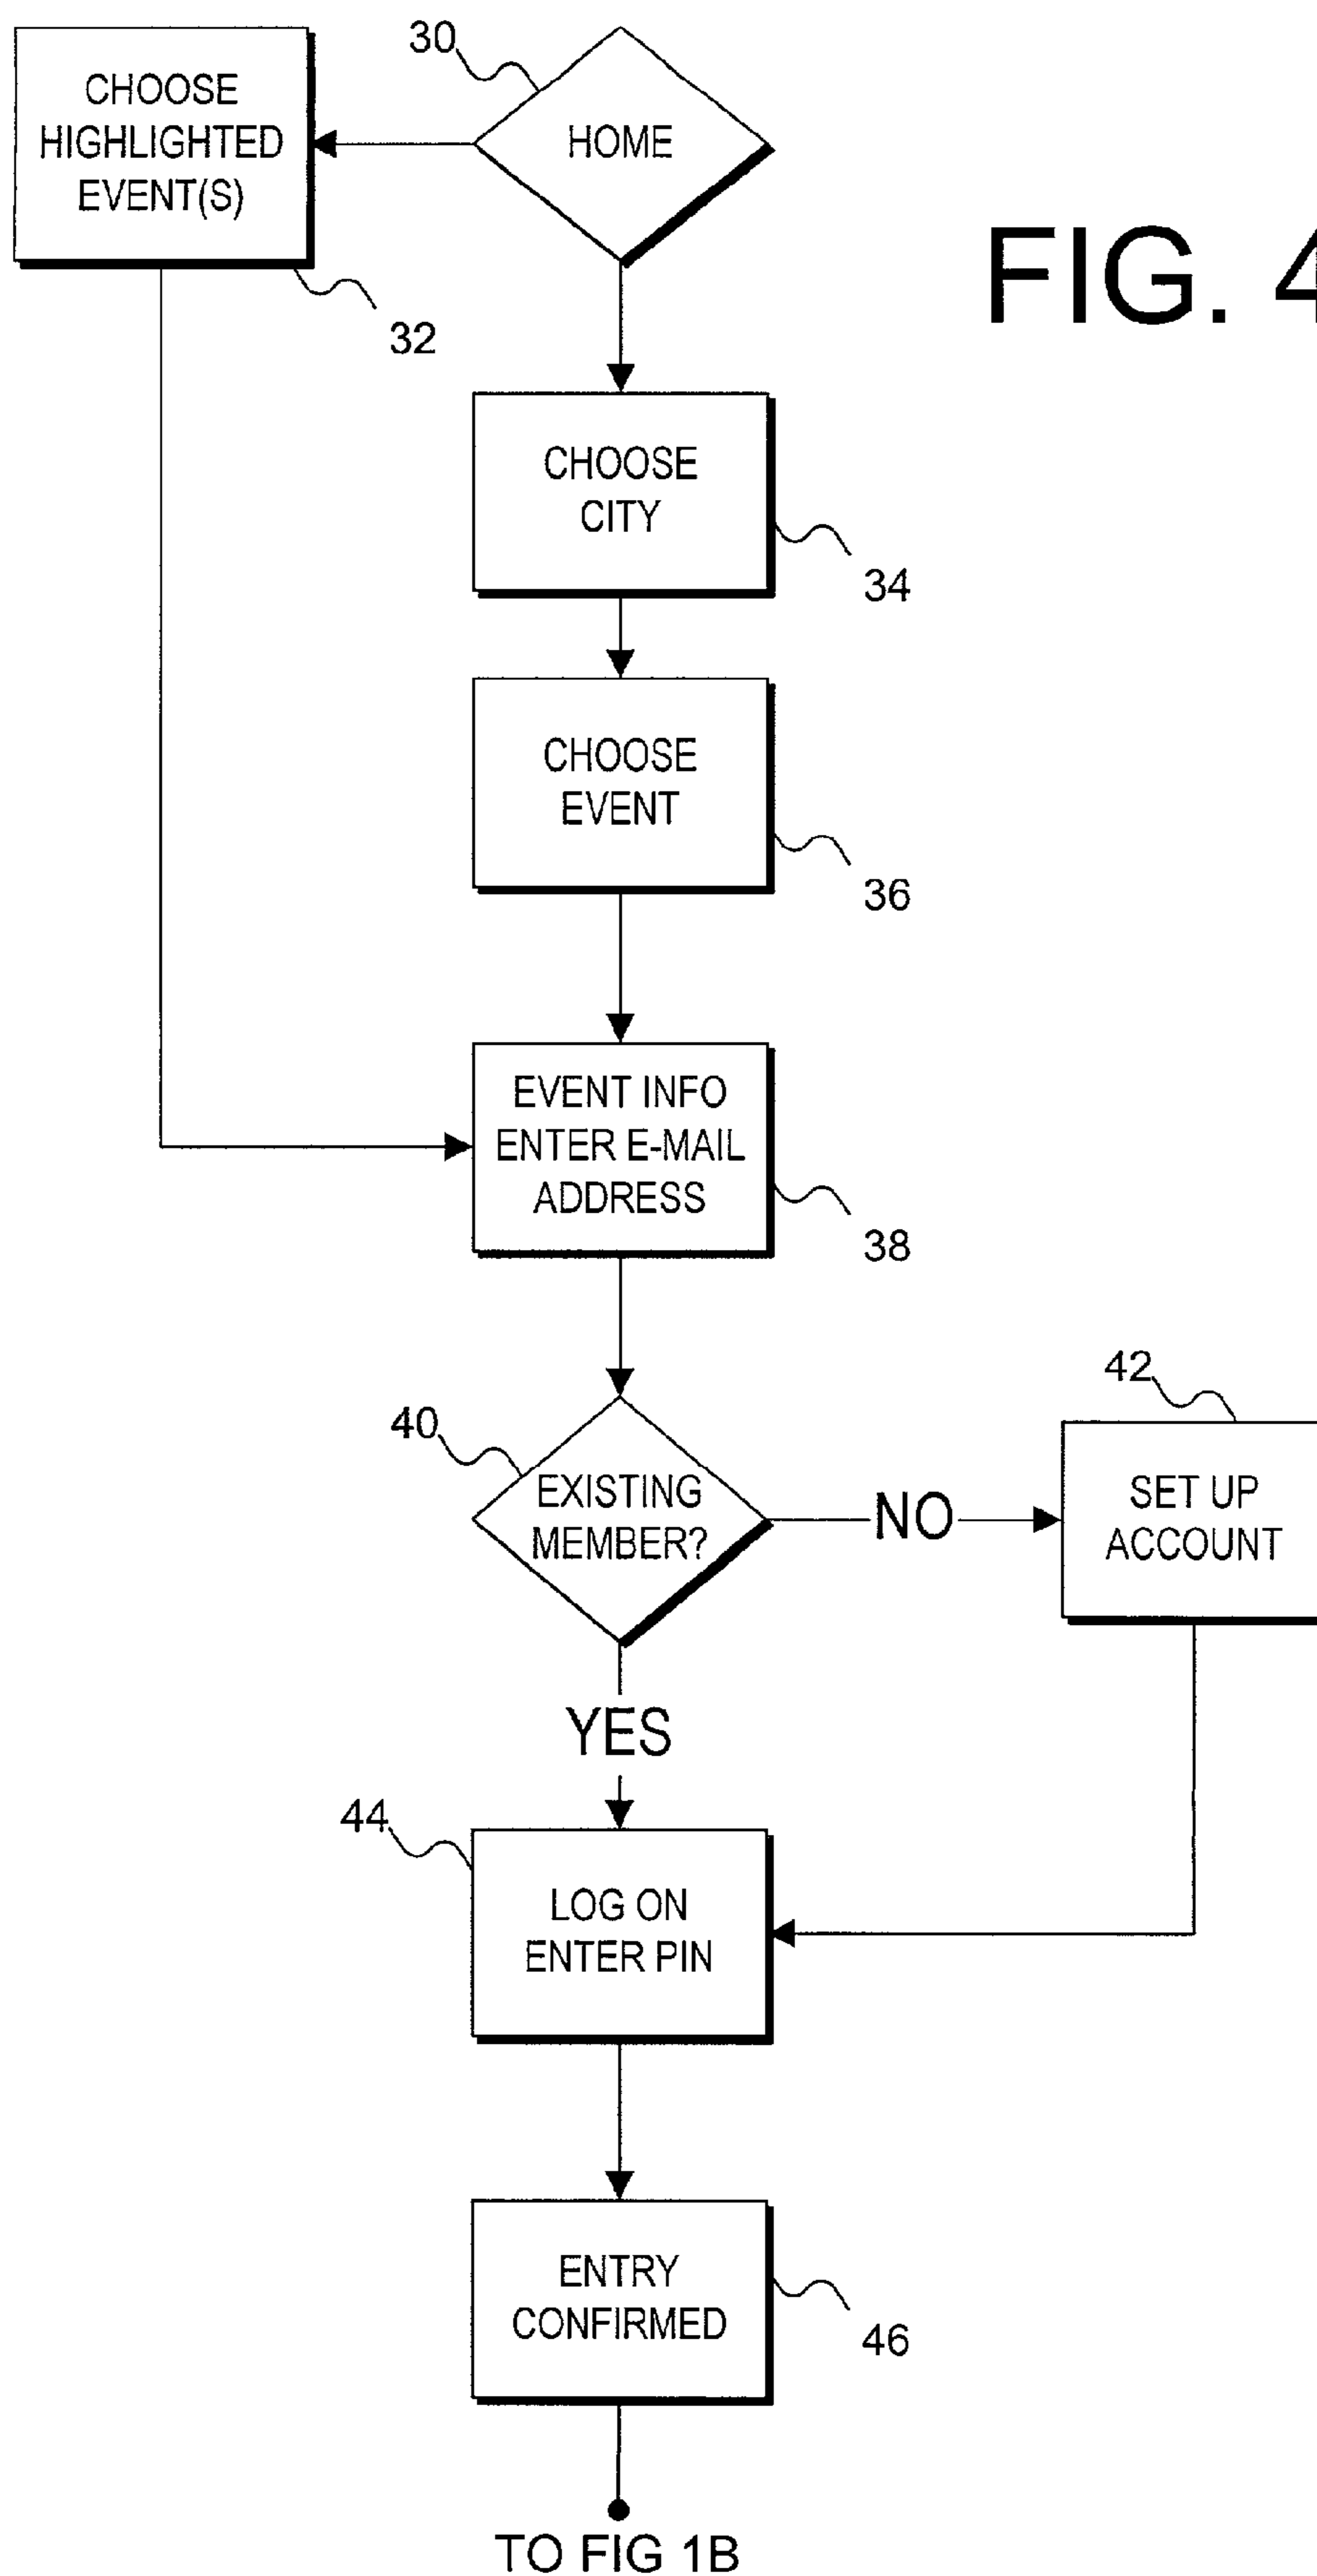 30
CHOOSE
HIGHLIGHTED
EVENT(S)
HOME
FIG. 4
32
CHOOSE
CITY
34
CHOOSE
EVENT
36
EVENT INFO
ENTER E-MAIL
ADDRESS
38
40
EXISTING
MEMBER?
NO
42
SET UP
ACCOUNT
YES
44
LOG ON
ENTER PIN
ENTRY
CONFIRMED
46
TO FIG 1B